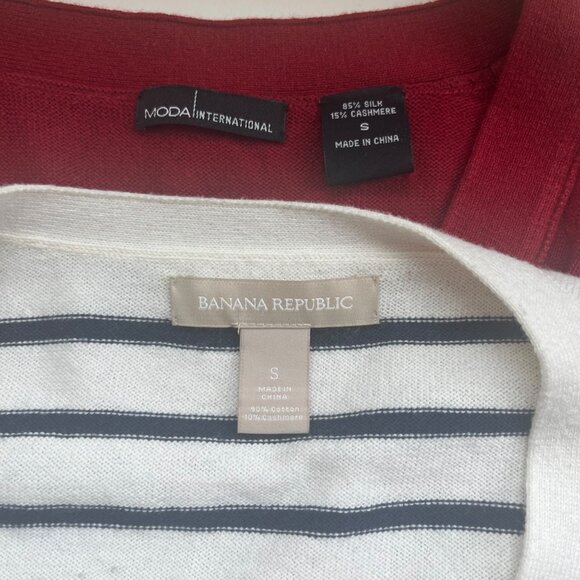 MODA INTERNATIONAL
85% SILK
15% CASHMERE
S
MADE IN CHINA
BANANA REPUBLIC
S
MADE IN
CHINA
90% Cotton
10% Cashmere